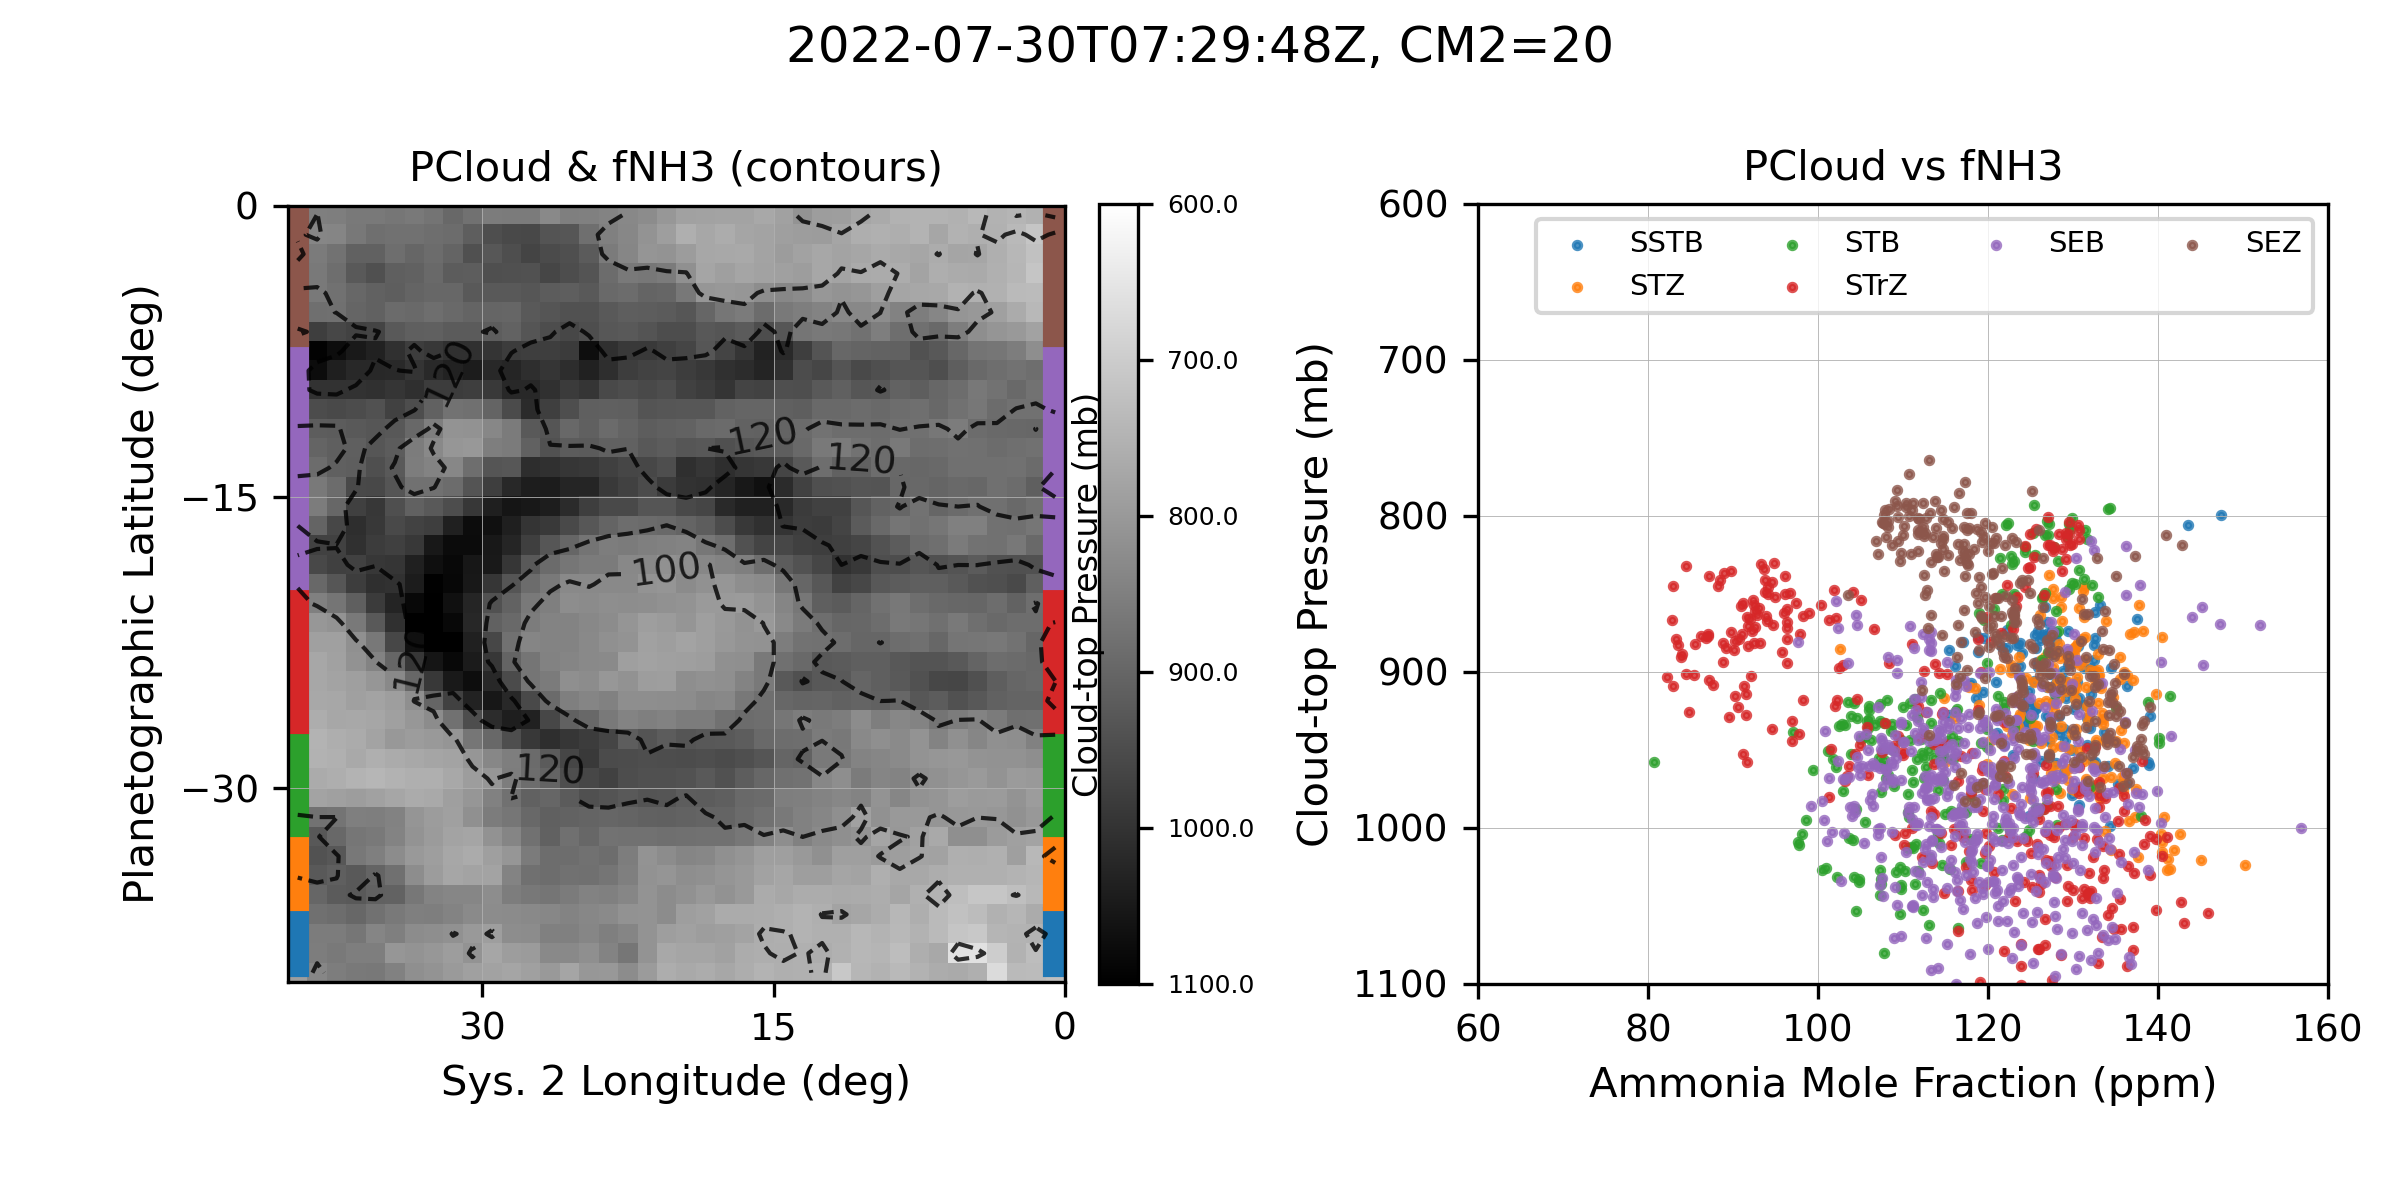 2022-07-30T07:29:48Z, CM2=20
PCloud & fNH3 (contours)
0
−15
−30
Planetographic Latitude (deg)
30
15
0
Sys. 2 Longitude (deg)
120
120
120
100
120
120
600.0
700.0
800.0
900.0
1000.0
1100.0
Cloud-top Pressure (mb)
PCloud vs fNH3
SSTB STB SEB SEZ
STZ STrZ
600
700
800
900
1000
1100
Cloud-top Pressure (mb)
60 80 100 120 140 160
Ammonia Mole Fraction (ppm)